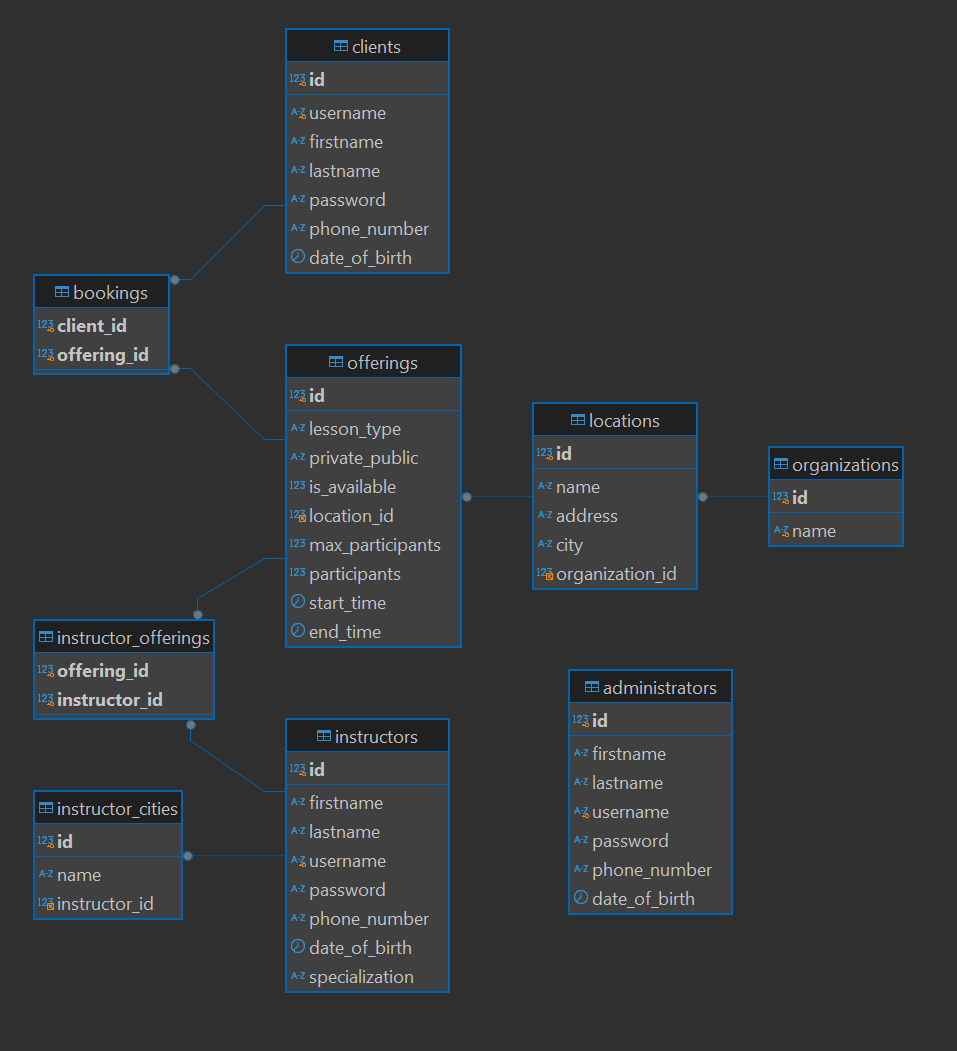 clients
123 id
A-Z username
A-Z firstname
A-Z lastname
A-Z password
A-Z phone_number
date_of_birth
bookings
123 client_id
123 offering_id
offerings
123 id
A-Z lesson_type
A-Z private_public
123 is_available
123 location_id
123 max_participants
123 participants
start_time
end_time
locations
123 id
A-Z name
A-Z address
A-Z city
123 organization_id
organizations
123 id
A-Z name
instructor_offerings
123 offering_id
123 instructor_id
instructors
123 id
A-Z firstname
A-Z lastname
A-Z username
A-Z password
A-Z phone_number
date_of_birth
A-Z specialization
instructor_cities
123 id
A-Z name
123 instructor_id
administrators
123 id
A-Z firstname
A-Z lastname
A-Z username
A-Z password
A-Z phone_number
date_of_birth